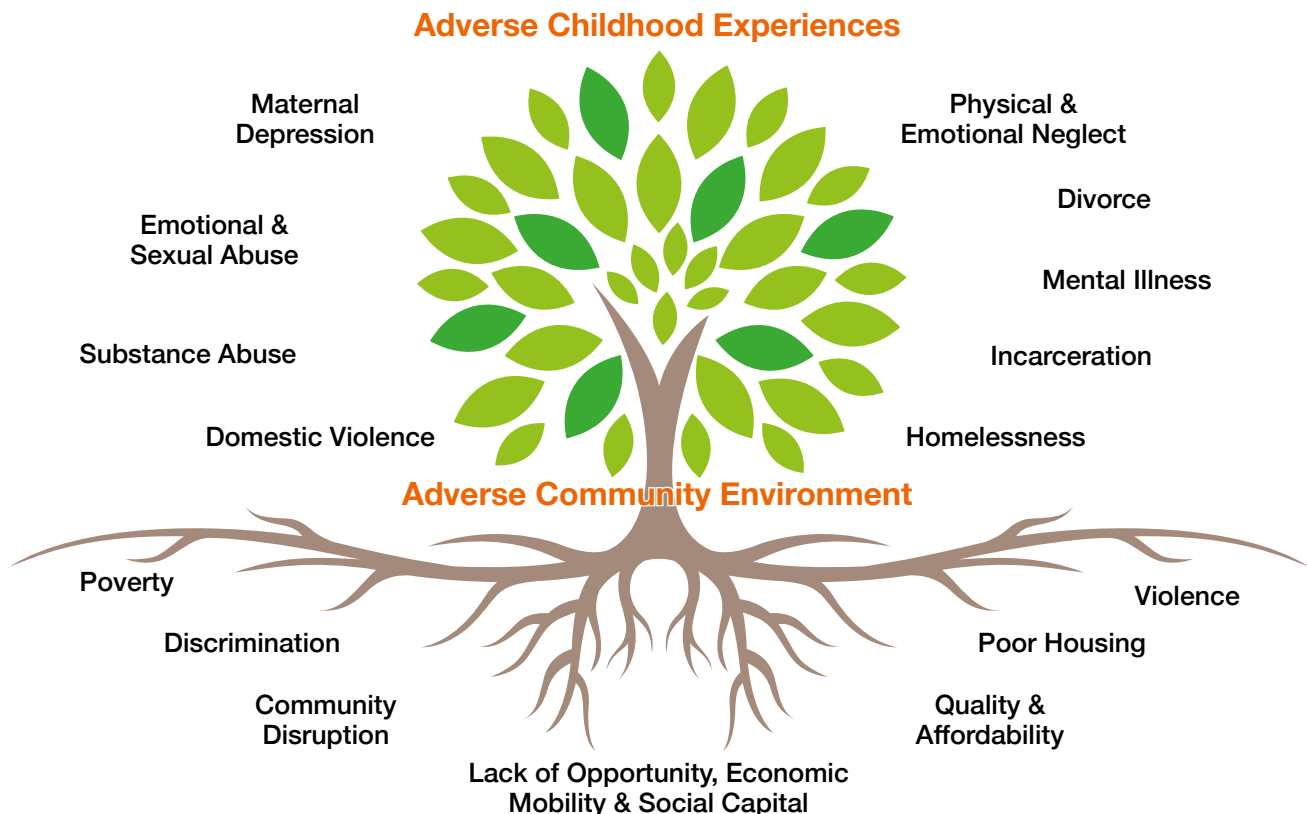 Adverse Childhood Experiences
Maternal
Depression
Physical &
Emotional Neglect
Emotional &
Sexual Abuse
Divorce
Mental Illness
Substance Abuse
Incarceration
Domestic Violence
Homelessness
Adverse Community Environment
Poverty
Violence
Discrimination
Poor Housing
Community
Disruption
Quality &
Affordability
Lack of Opportunity, Economic
Mobility & Social Capital